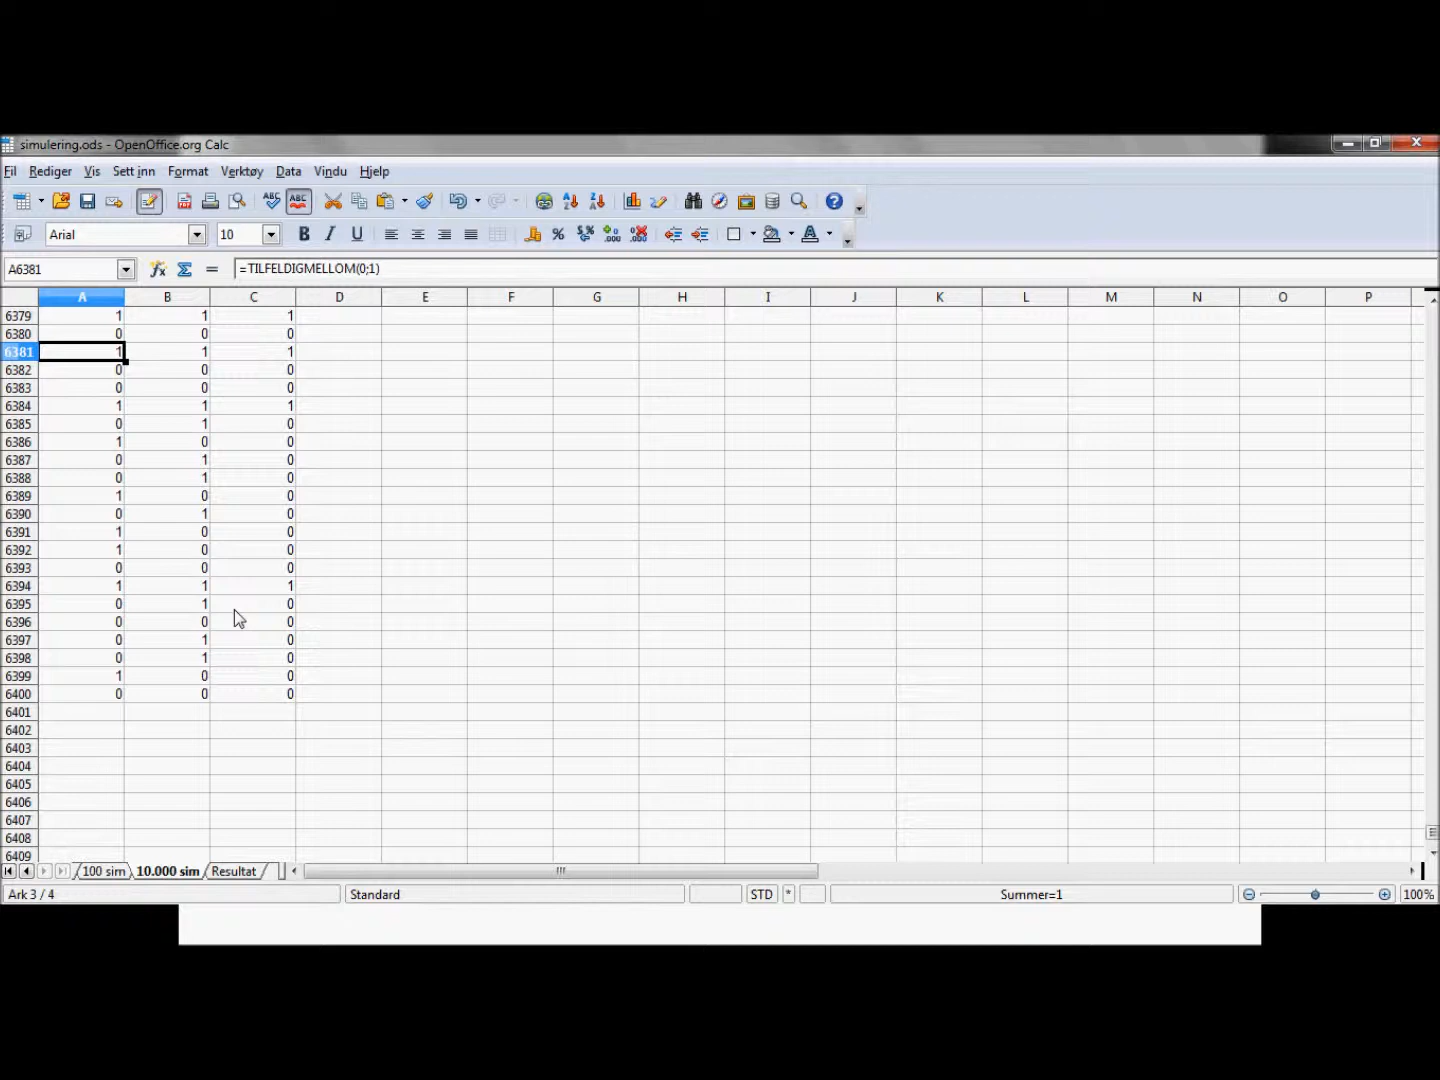 simulering.ods - OpenOffice.org Calc
Fil Rediger Vis Sett inn Format Verktøy Data Vindu Hjelp
Arial 10 B I U A
A6381 fx Σ = =TILFELDIGMELLOM(0;1)
A B C D E F G H I J K L M N O P
6379 1 1 1
6380 0 0 0
6381 1 1 1
6382 0 0 0
6383 0 0 0
6384 1 1 1
6385 0 1 0
6386 1 0 0
6387 0 1 0
6388 0 1 0
6389 1 0 0
6390 0 1 0
6391 1 0 0
6392 1 0 0
6393 0 0 0
6394 1 1 1
6395 0 1 0
6396 0 0 0
6397 0 1 0
6398 0 1 0
6399 1 0 0
6400 0 0 0
6401
6402
6403
6404
6405
6406
6407
6408
6409
100 sim 10.000 sim Resultat
Ark 3 / 4 Standard STD * Summer=1 100%